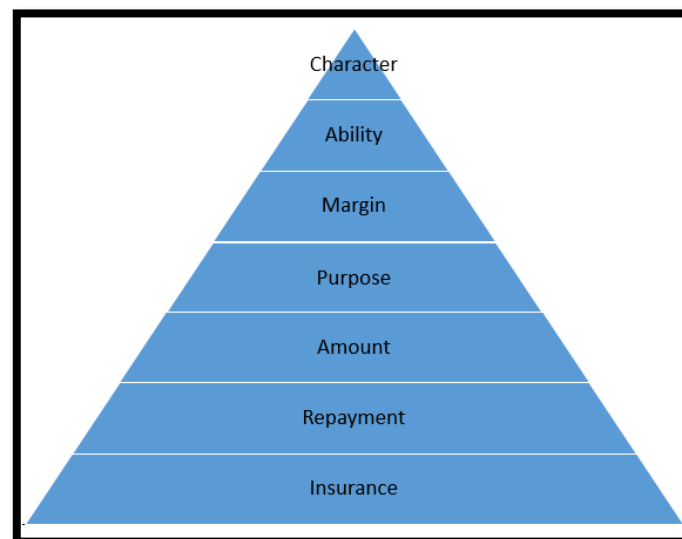 Character
Ability
Margin
Purpose
Amount
Repayment
Insurance